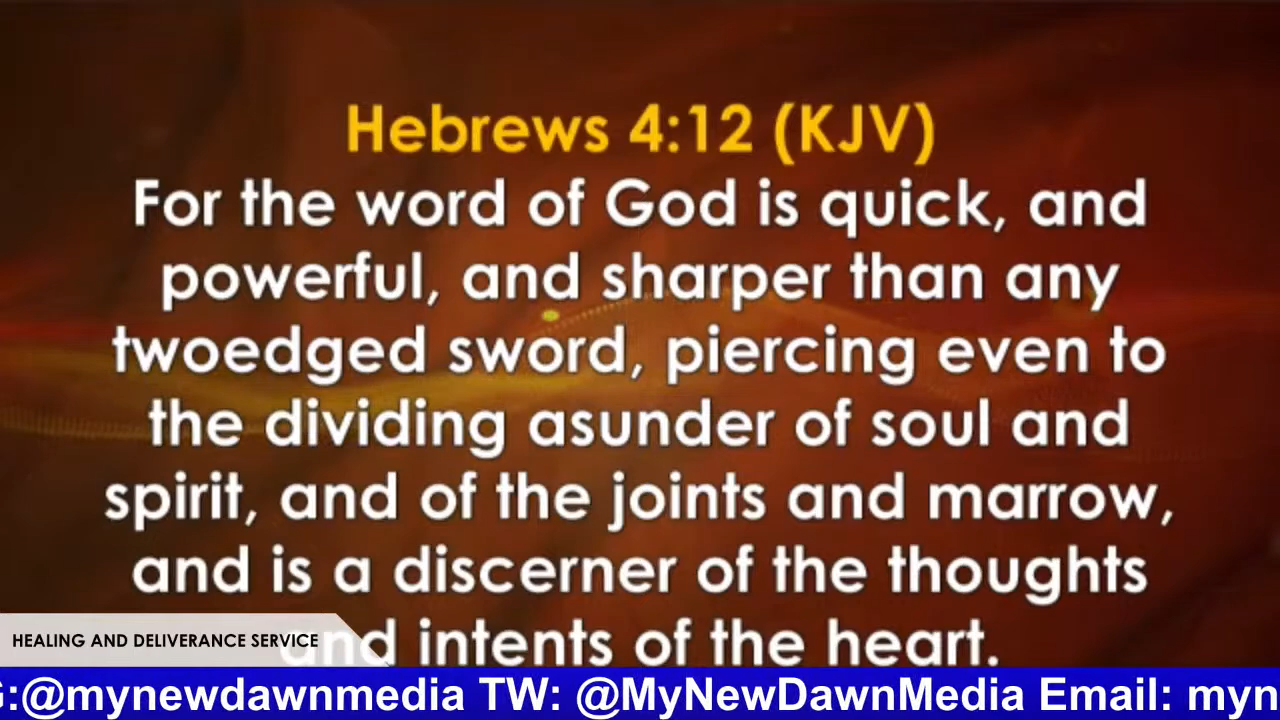 Hebrews 4:12 (KJV)
For the word of God is quick, and
powerful, and sharper than any
twoedged sword, piercing even to
the dividing asunder of soul and
spirit, and of the joints and marrow,
and is a discerner of the thoughts
and intents of the heart.
HEALING AND DELIVERANCE SERVICE
G:@mynewdawnmedia TW: @MyNewDawnMedia Email: myn